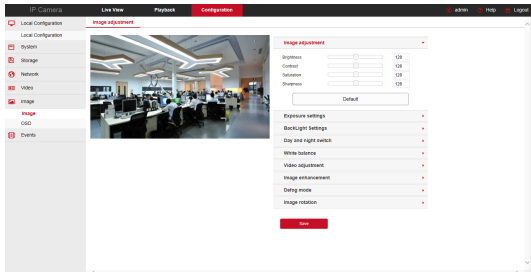 IP Camera
Live View
Playback
Configuration
admin
Help
Logout
Local Configuration
Image adjustment
Local Configuration
System
Storage
Network
Video
Image
Image
OSD
Events
Image adjustment
Brightness 128
Contrast 128
Saturation 128
Sharpness 128
Default
Exposure settings
BackLight Settings
Day and night switch
White balance
Video adjustment
Image enhancement
Defog mode
Image rotation
Save